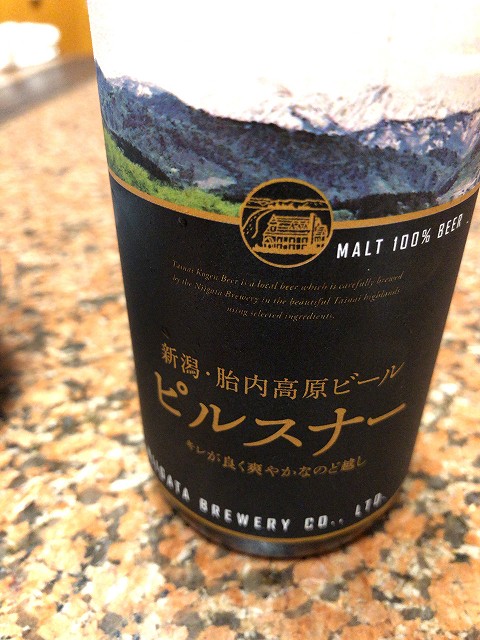 MALT 100% BEER
Tainai Kogen Beer is a local beer which is carefully brewed
by the Niigata Brewery in the beautiful Tainai highlands
using selected ingredients.
新潟・胎内高原ビール
ピルスナー
キレが良く爽やかなのど越し
NIIGATA BREWERY CO., LTD.